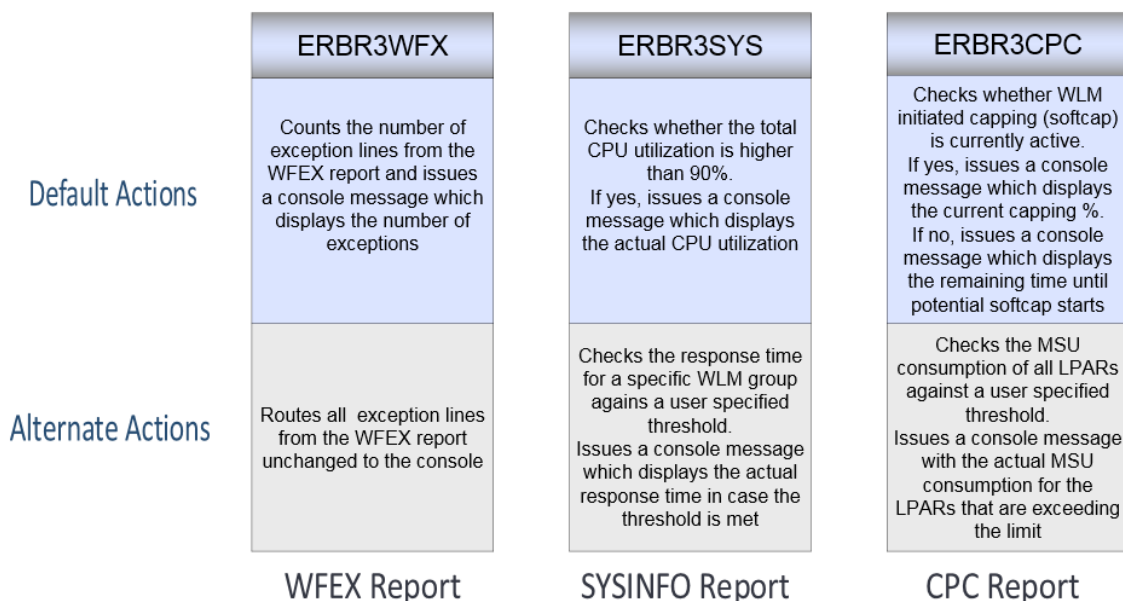 ERBR3WFX
ERBR3SYS
ERBR3CPC
Default Actions
Counts the number of
exception lines from the
WFEX report and issues
a console message which
displays the number of
exceptions
Checks whether the total
CPU utilization is higher
than 90%.
If yes, issues a console
message which displays
the actual CPU utilization
Checks whether WLM
initiated capping (softcap)
is currently active.
If yes, issues a console
message which displays
the current capping %.
If no, issues a console
message which displays
the remaining time until
potential softcap starts
Alternate Actions
Routes all exception lines
from the WFEX report
unchanged to the console
Checks the response time
for a specific WLM group
agains a user specified
threshold.
Issues a console message
which displays the actual
response time in case the
threshold is met
Checks the MSU
consumption of all LPARs
against a user specified
threshold.
Issues a console message
with the actual MSU
consumption for the
LPARs that are exceeding
the limit
WFEX Report
SYSINFO Report
CPC Report